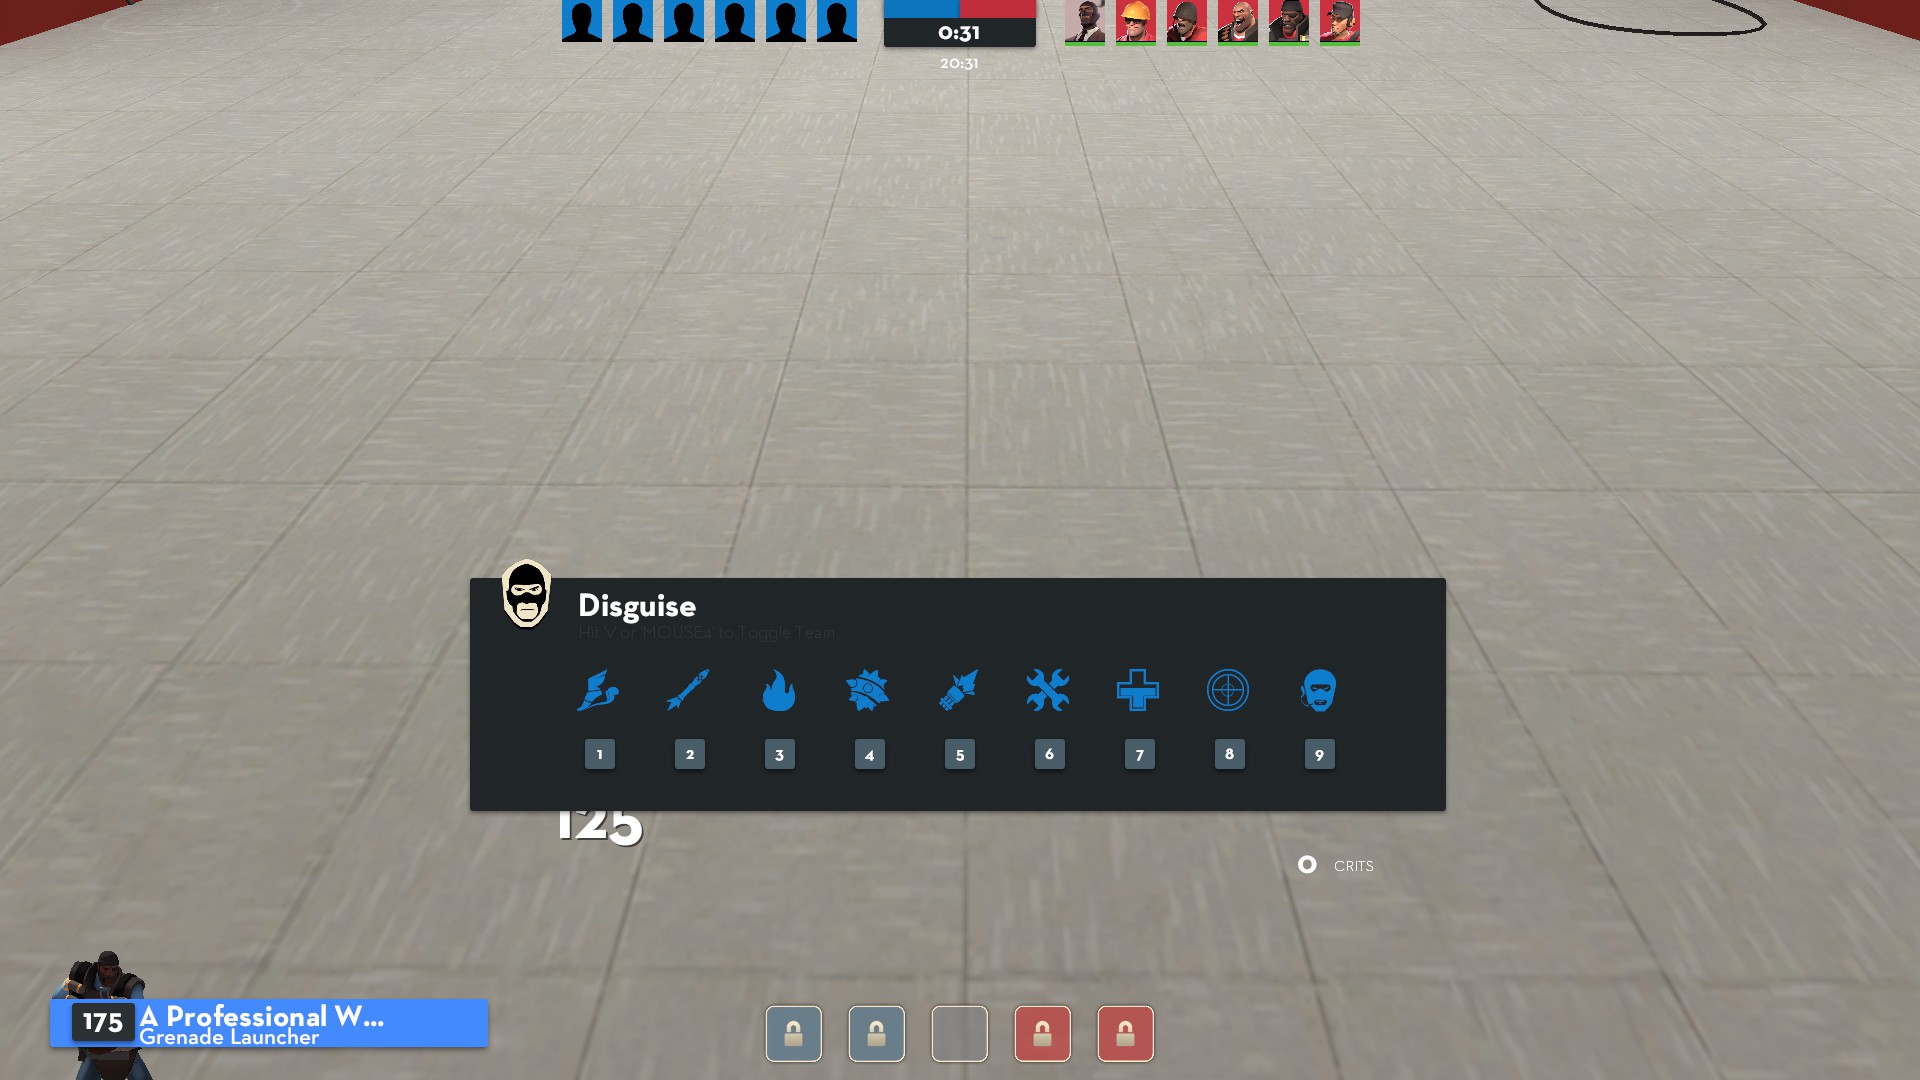 0:31
20:31
Disguise
Hit 'V' or 'MOUSE4' to Toggle Team
1 2 3 4 5 6 7 8 9
125
0 CRITS
175 A Professional W...
Grenade Launcher